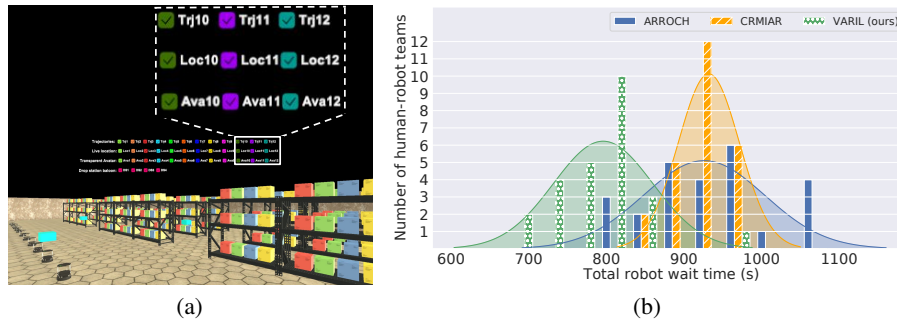 Trj10 Trj11 Trj12
Loc10 Loc11 Loc12
Ava10 Ava11 Ava12
Trajectories:
Live location:
Transparent Avatar:
Drop station baloon:
(a)
ARROCH CRMIAR VARIL (ours)
Number of human-robot teams
12
11
10
9
8
7
6
5
4
3
2
1
600 700 800 900 1000 1100
Total robot wait time (s)
(b)